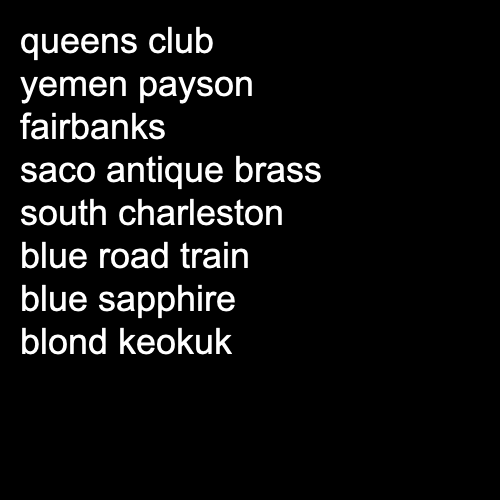 queens club
yemen payson
fairbanks
saco antique brass
south charleston
blue road train
blue sapphire
blond keokuk